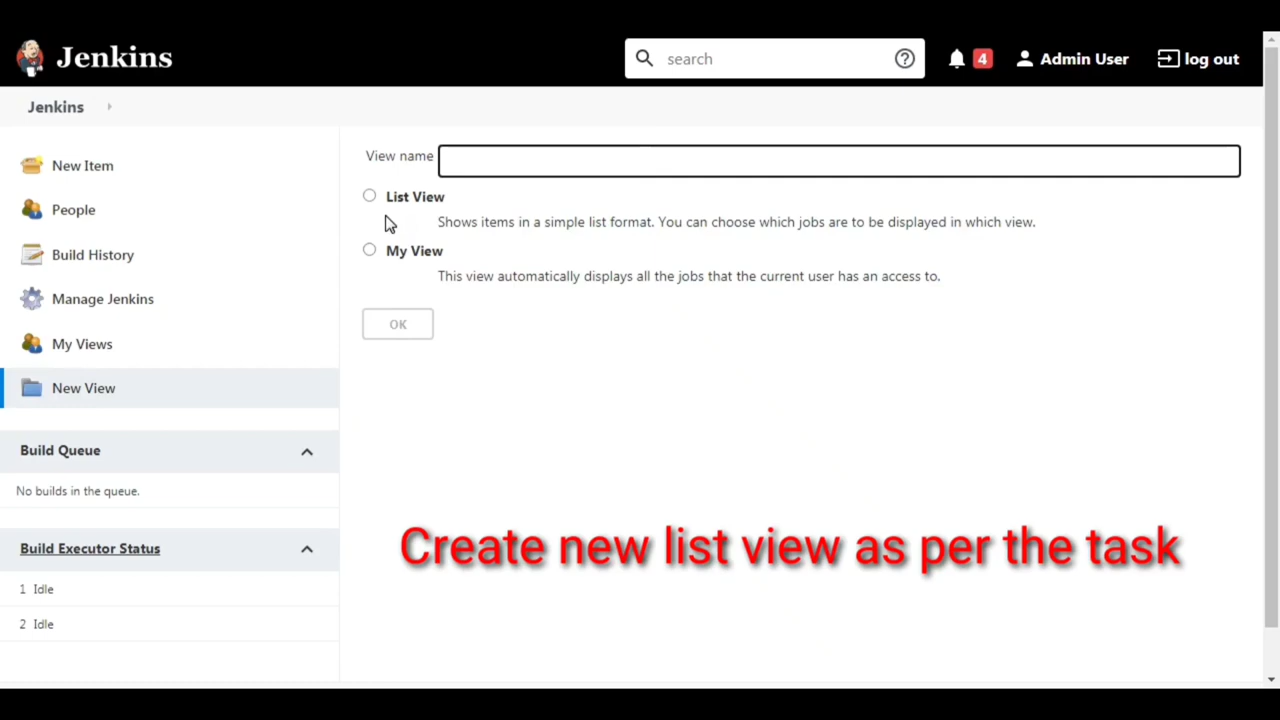 Jenkins
search
4
Admin User
log out
Jenkins
New Item
People
Build History
Manage Jenkins
My Views
New View
Build Queue
No builds in the queue.
Build Executor Status
1 Idle
2 Idle
View name
List View
Shows items in a simple list format. You can choose which jobs are to be displayed in which view.
My View
This view automatically displays all the jobs that the current user has an access to.
OK
Create new list view as per the task